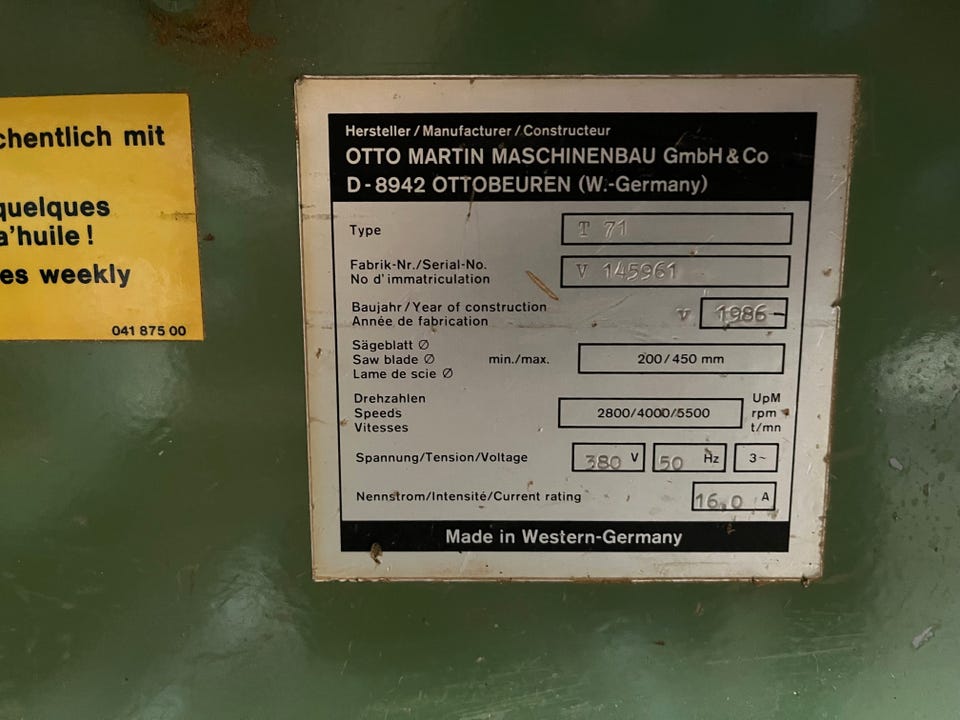 chentlich mit
quelques
a'huile !
es weekly
041 875 00
Hersteller / Manufacturer / Constructeur
OTTO MARTIN MASCHINENBAU GmbH & Co
D - 8942 OTTOBEUREN (W.-Germany)
Type T 71
Fabrik-Nr./Serial-No.
No d'immatriculation V 145961
Baujahr / Year of construction
Année de fabrication V 1986
Sägeblatt ∅
Saw blade ∅ min./max. 200/450 mm
Lame de scie ∅
Drehzahlen UpM
Speeds 2800/4000/5500 rpm
Vitesses t/mn
Spannung/Tension/Voltage 380 V 50 Hz 3~
Nennstrom/Intensité/Current rating 16,0 A
Made in Western-Germany